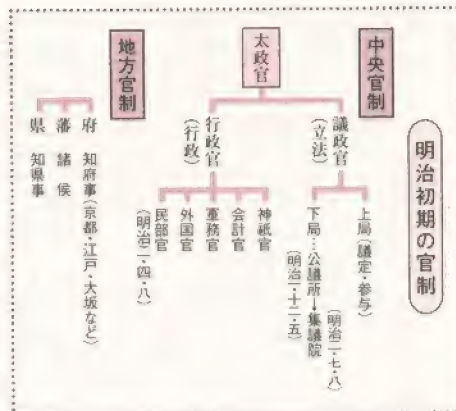 明治初期の官制
中央官制
太政官
議政官
(立法)
上局(議定・参与)
下局…公議所→集議院
(明治二・七・八)
(明治一・十二・五)
行政官
(行政)
神祇官
会計官
軍務官
外国官
民部官
(明治二・四・八)
地方官制
府 知府事(京都・江戸・大坂など)
藩 諸侯
県 知県事